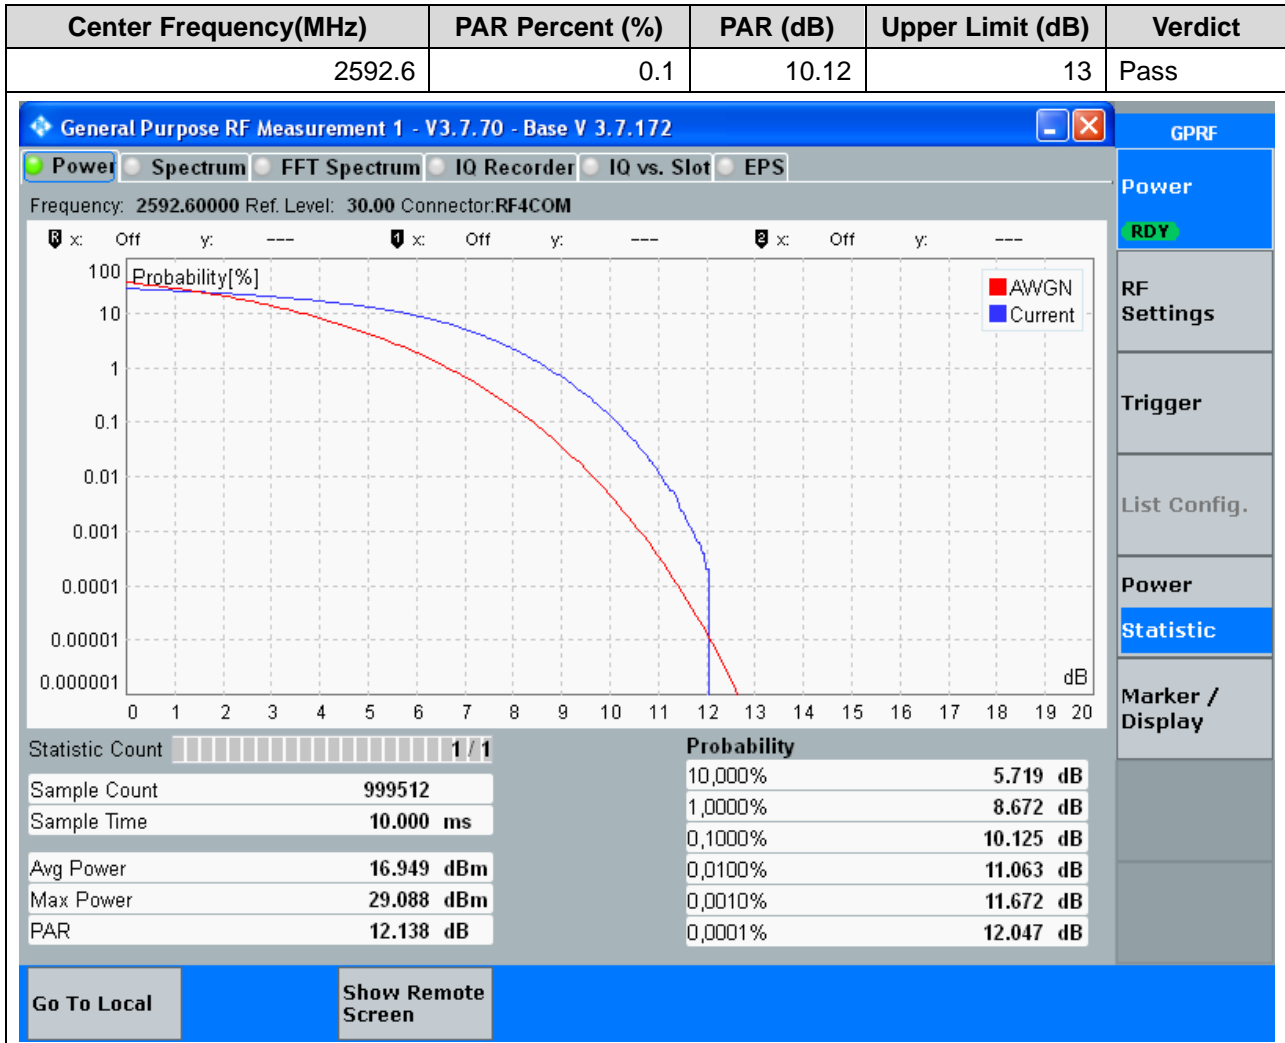 Center Frequency(MHz) PAR Percent (%) PAR (dB) Upper Limit (dB) Verdict
2592.6 0.1 10.12 13 Pass
General Purpose RF Measurement 1 - V3.7.70 - Base V 3.7.172
GPRF
Power Spectrum FFT Spectrum IQ Recorder IQ vs. Slot EPS
Power
RDY
Frequency: 2592.60000 Ref. Level: 30.00 Connector:RF4COM
R x: Off y: --- 1 x: Off y: --- 2 x: Off y: ---
Probability[%]
AWGN
Current
100
10
1
0.1
0.01
0.001
0.0001
0.00001
0.000001
dB
0 1 2 3 4 5 6 7 8 9 10 11 12 13 14 15 16 17 18 19 20
RF
Settings
Trigger
List Config.
Power
Statistic
Marker /
Display
Statistic Count 1 / 1
Sample Count 999512
Sample Time 10.000 ms
Avg Power 16.949 dBm
Max Power 29.088 dBm
PAR 12.138 dB
Probability
10,000% 5.719 dB
1,0000% 8.672 dB
0,1000% 10.125 dB
0,0100% 11.063 dB
0,0010% 11.672 dB
0,0001% 12.047 dB
Go To Local
Show Remote
Screen